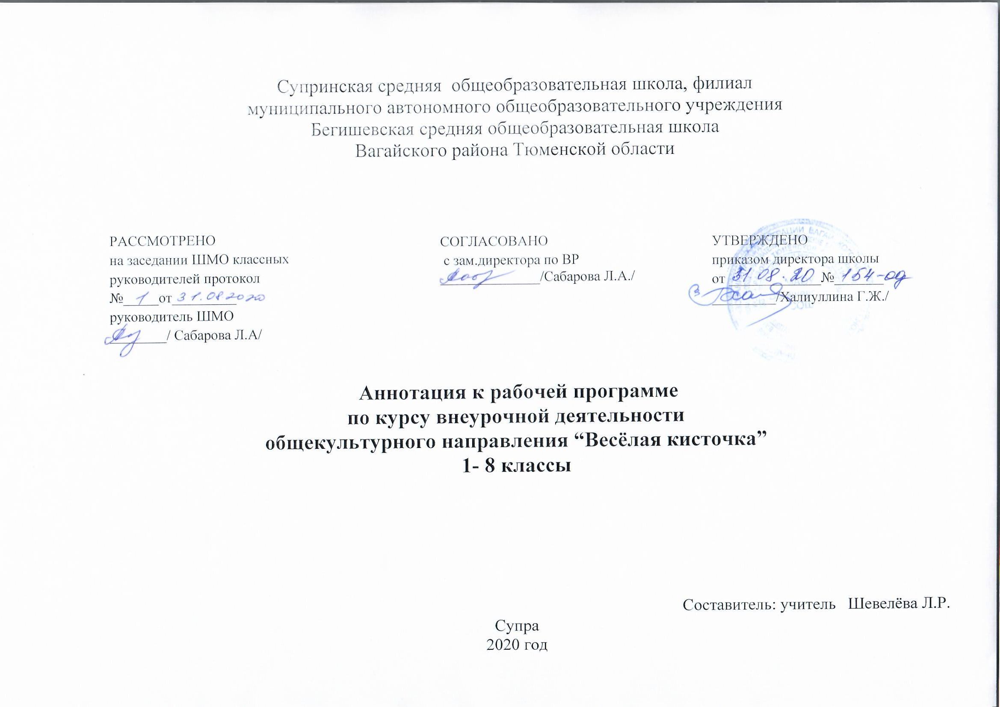 Супринская средняя общеобразовательная школа, филиал
муниципального автономного общеобразовательного учреждения
Бегишевская средняя общеобразовательная школа
Вагайского района Тюменской области
РАССМОТРЕНО
на заседании ШМО классных
руководителей протокол
№ 1 от 31.08.2020
руководитель ШМО
/ Сабарова Л.А/
СОГЛАСОВАНО
с зам.директора по ВР
/Сабарова Л.А./
УТВЕРЖДЕНО
приказом директора школы
от 31.08.20 № 154-од
/Халиуллина Г.Ж./
Аннотация к рабочей программе
по курсу внеурочной деятельности
общекультурного направления “Весёлая кисточка”
1- 8 классы
Составитель: учитель Шевелёва Л.Р.
Супра
2020 год